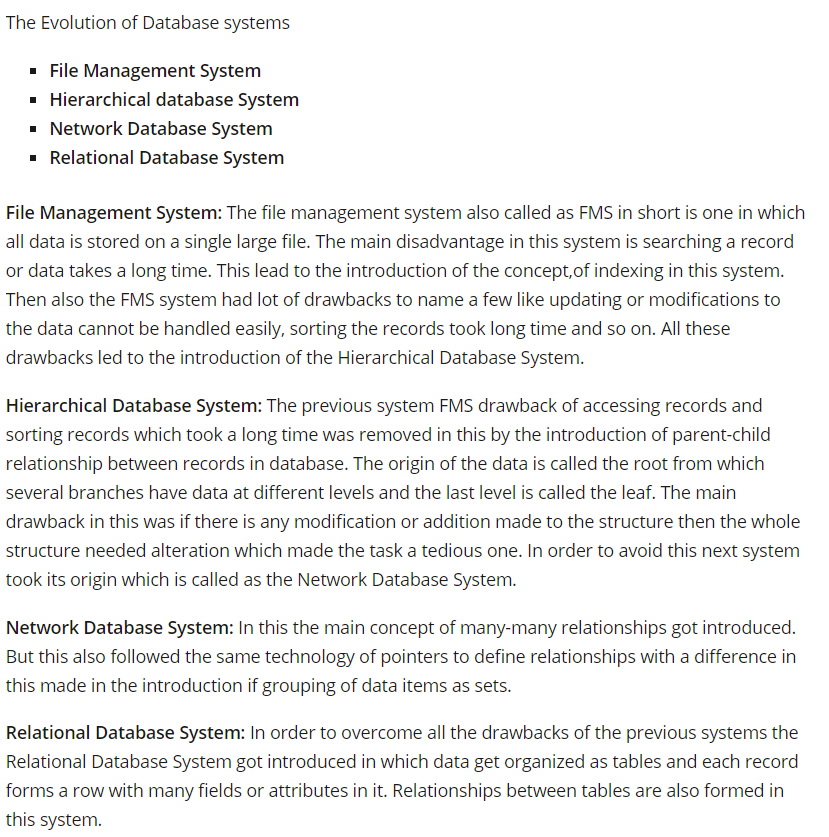 The Evolution of Database systems
▪ File Management System
▪ Hierarchical database System
▪ Network Database System
▪ Relational Database System
File Management System: The file management system also called as FMS in short is one in which
all data is stored on a single large file. The main disadvantage in this system is searching a record
or data takes a long time. This lead to the introduction of the concept,of indexing in this system.
Then also the FMS system had lot of drawbacks to name a few like updating or modifications to
the data cannot be handled easily, sorting the records took long time and so on. All these
drawbacks led to the introduction of the Hierarchical Database System.
Hierarchical Database System: The previous system FMS drawback of accessing records and
sorting records which took a long time was removed in this by the introduction of parent-child
relationship between records in database. The origin of the data is called the root from which
several branches have data at different levels and the last level is called the leaf. The main
drawback in this was if there is any modification or addition made to the structure then the whole
structure needed alteration which made the task a tedious one. In order to avoid this next system
took its origin which is called as the Network Database System.
Network Database System: In this the main concept of many-many relationships got introduced.
But this also followed the same technology of pointers to define relationships with a difference in
this made in the introduction if grouping of data items as sets.
Relational Database System: In order to overcome all the drawbacks of the previous systems the
Relational Database System got introduced in which data get organized as tables and each record
forms a row with many fields or attributes in it. Relationships between tables are also formed in
this system.